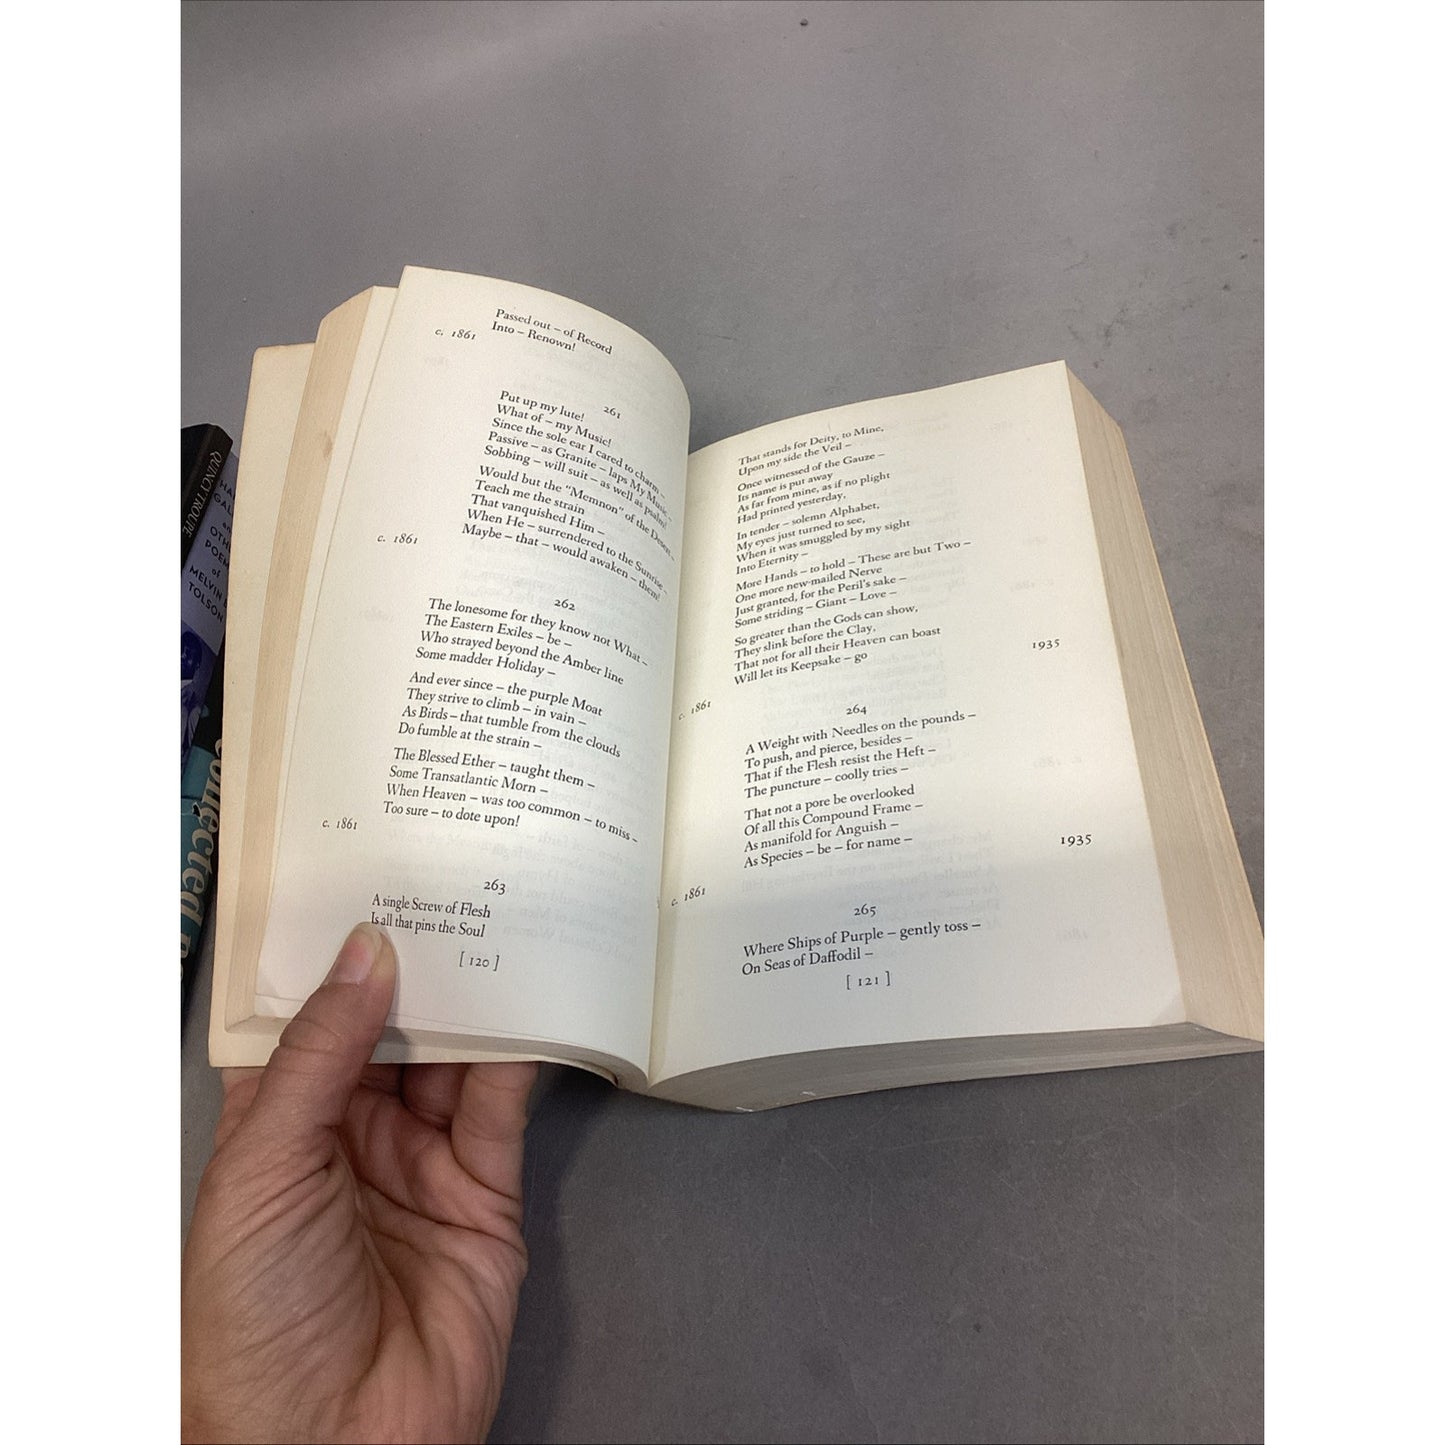 QUINCY TROUPE
HA
GAL
OTH
POEM
of
MELVIN B
TOLSON
collected
Passed out – of Record
Into – Renown!
c. 1861
261
Put up my lute!
What of – my Music!
Since the sole ear I cared to charm –
Passive – as Granite – laps My Music –
Sobbing – will suit – as well as psalm!
Would but the "Memnon" of the Desert –
Teach me the strain
That vanquished Him –
When He – surrendered to the Sunrise –
Maybe – that – would awaken – them!
c. 1861
262
The lonesome for they know not What –
The Eastern Exiles – be –
Who strayed beyond the Amber line
Some madder Holiday –
And ever since – the purple Moat
They strive to climb – in vain –
As Birds – that tumble from the clouds
Do fumble at the strain –
The Blessed Ether – taught them –
Some Transatlantic Morn –
When Heaven – was too common – to miss –
Too sure – to dote upon!
c. 1861
263
A single Screw of Flesh
Is all that pins the Soul
[ 120 ]
That stands for Deity, to Mine,
Upon my side the Veil –
Once witnessed of the Gauze –
Its name is put away
As far from mine, as if no plight
Had printed yesterday,
In tender – solemn Alphabet,
My eyes just turned to see,
When it was smuggled by my sight
Into Eternity –
More Hands – to hold – These are but Two –
One more new-mailed Nerve
Just granted, for the Peril's sake –
Some striding – Giant – Love –
So greater than the Gods can show,
They slink before the Clay,
That not for all their Heaven can boast
Will let its Keepsake – go
c. 1861 1935
264
A Weight with Needles on the pounds –
To push, and pierce, besides –
That if the Flesh resist the Heft –
The puncture – coolly tries –
That not a pore be overlooked
Of all this Compound Frame –
As manifold for Anguish –
As Species – be – for name –
c. 1861 1935
265
Where Ships of Purple – gently toss –
On Seas of Daffodil –
[ 121 ]